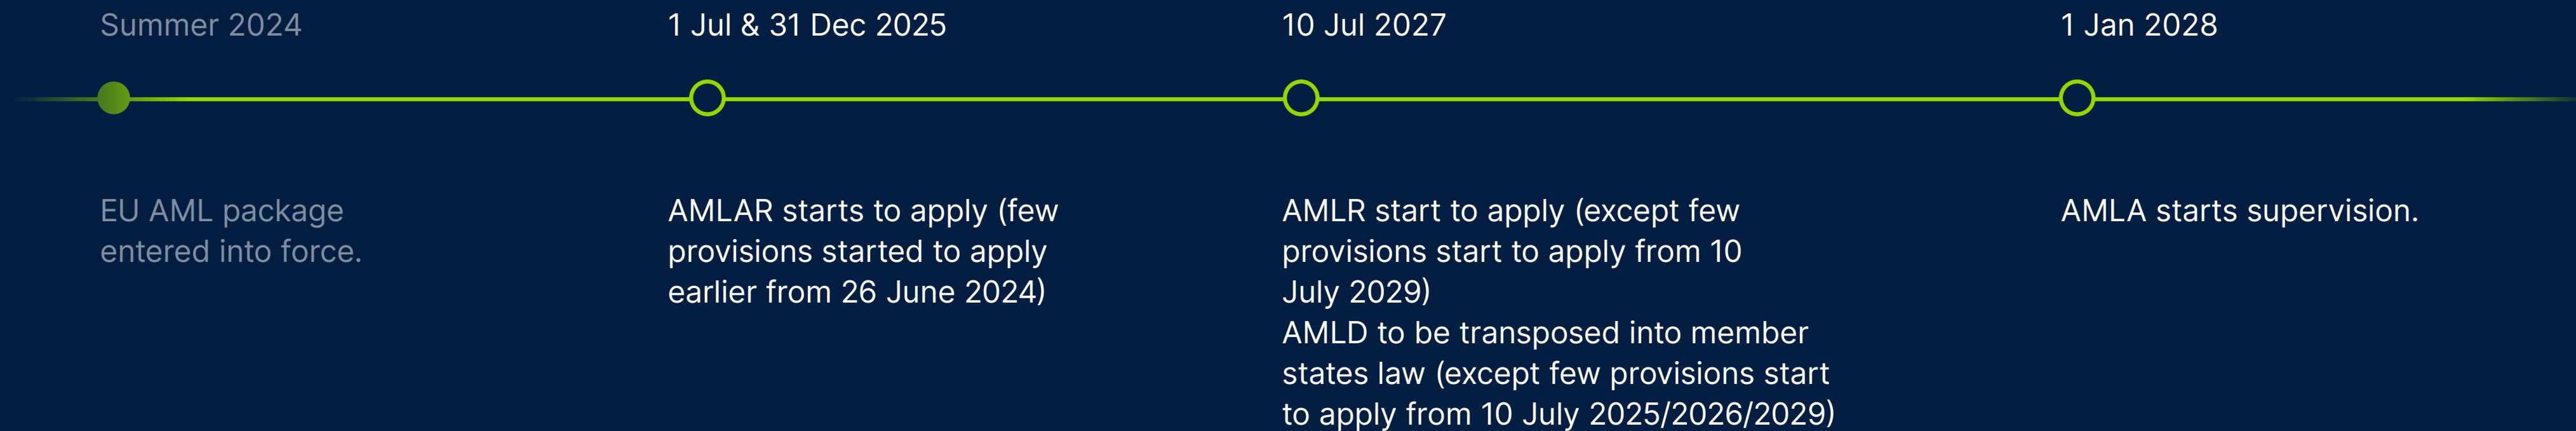 Summer 2024
EU AML package
entered into force.
1 Jul & 31 Dec 2025
AMLAR starts to apply (few
provisions started to apply
earlier from 26 June 2024)
10 Jul 2027
AMLR start to apply (except few
provisions start to apply from 10
July 2029)
AMLD to be transposed into member
states law (except few provisions start
to apply from 10 July 2025/2026/2029)
1 Jan 2028
AMLA starts supervision.